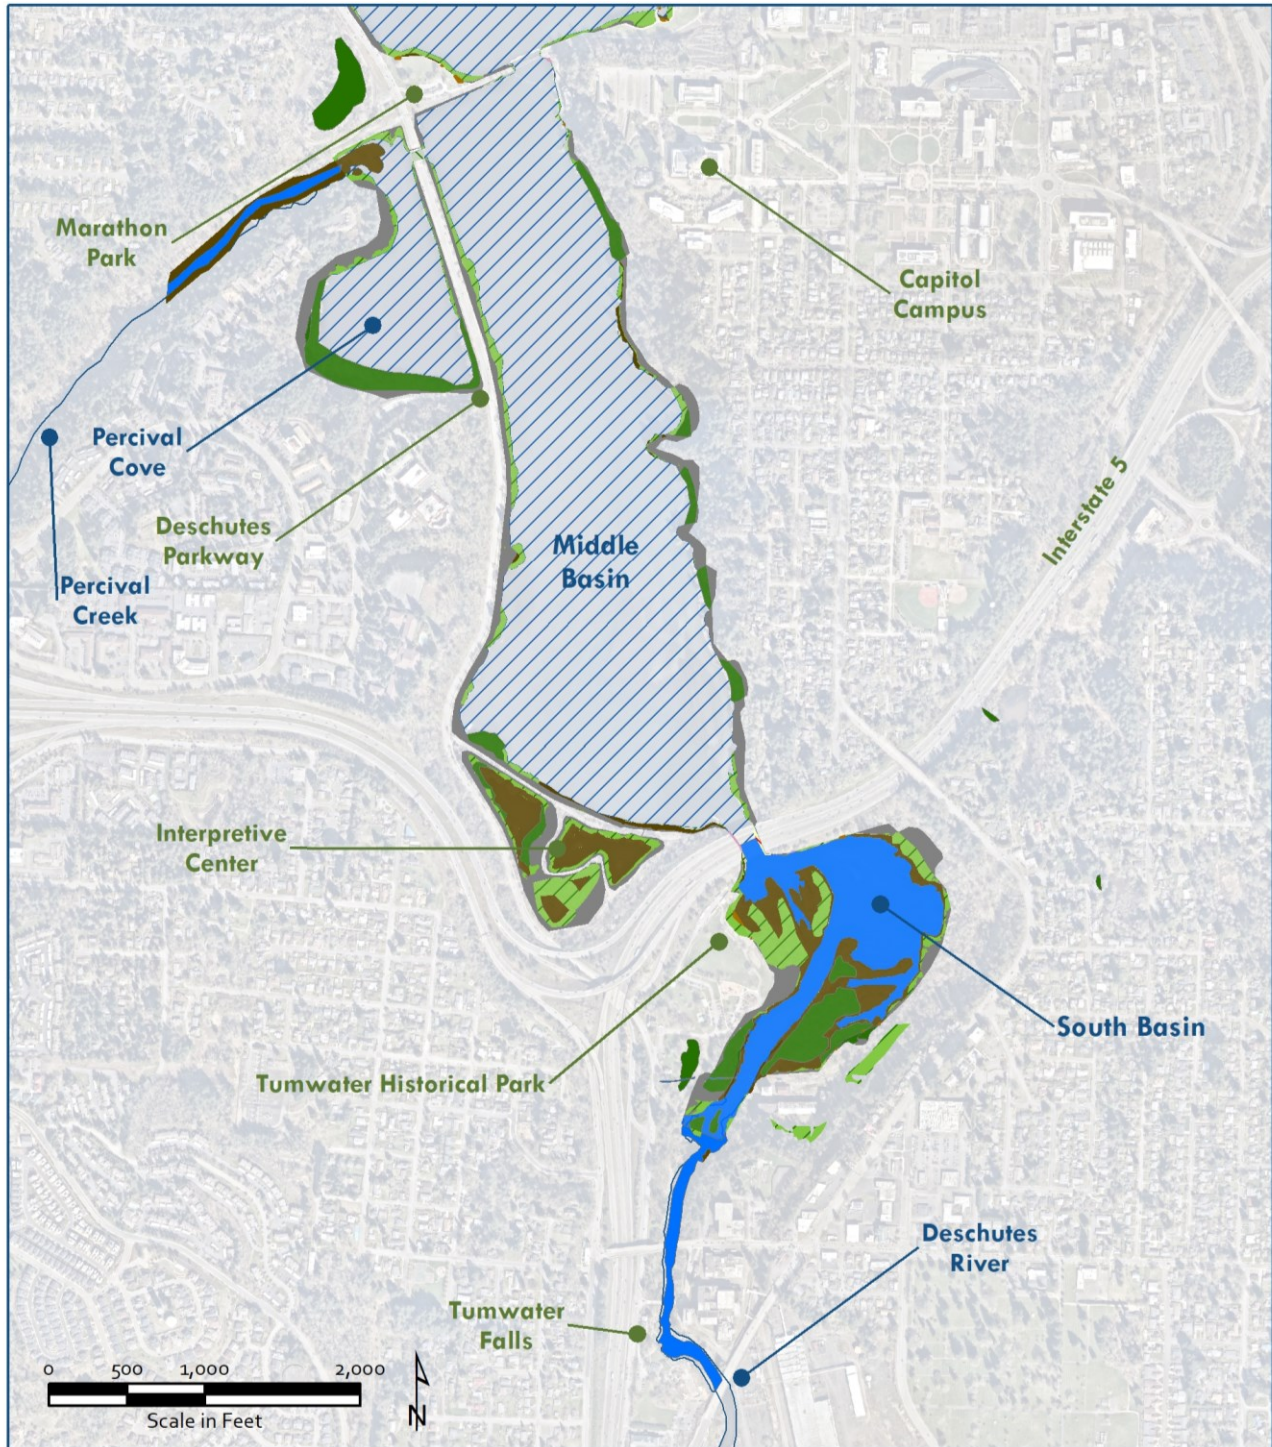 Marathon
Park
Capitol
Campus
Percival
Cove
Interstate 5
Deschutes
Parkway
Middle
Basin
Percival
Creek
Interpretive
Center
South Basin
Tumwater Historical Park
Deschutes
River
Tumwater
Falls
0 500 1,000 2,000
Scale in Feet
N